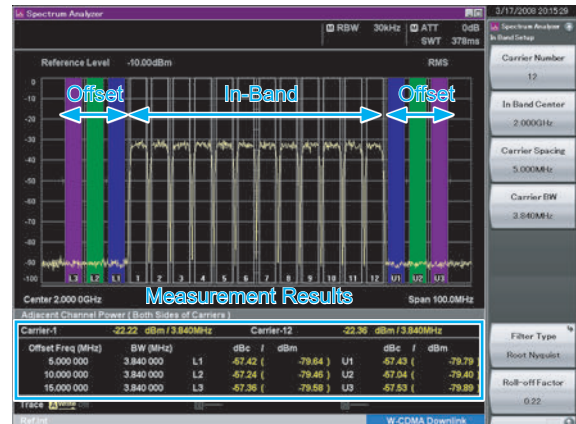 Spectrum Analyzer
3/17/2008 20:15:29
RBW 30kHz ATT 0dB
SWT 378ms
Reference Level -10.00dBm RMS
0
-10
-20
-30
-40
-50
-60
-70
-80
-90
-100
Offset In-Band Offset
L3 L2 L1 1 2 3 4 5 6 7 8 9 10 11 12 U1 U2 U3
Center 2.000 0GHz Measurement Results Span 100.0MHz
Adjacent Channel Power ( Both Sides of Carriers )
Carrier-1 -22.22 dBm / 3.840MHz Carrier-12 -22.36 dBm / 3.840MHz
Offset Freq (MHz) BW (MHz) dBc / dBm dBc / dBm
5.000 000 3.840 000 L1 -57.42 ( -79.64 ) U1 -57.43 ( -79.79 )
10.000 000 3.840 000 L2 -57.24 ( -79.46 ) U2 -57.04 ( -79.40 )
15.000 000 3.840 000 L3 -57.36 ( -79.58 ) U3 -57.53 ( -79.89 )
Trace A Write
Ref.Int W-CDMA Downlink
Spectrum Analyzer
In Band Setup
Carrier Number
12
In Band Center
2.000GHz
Carrier Spacing
5.000MHz
Carrier BW
3.840MHz
Filter Type
Root Nyquist
Roll-off Factor
0.22